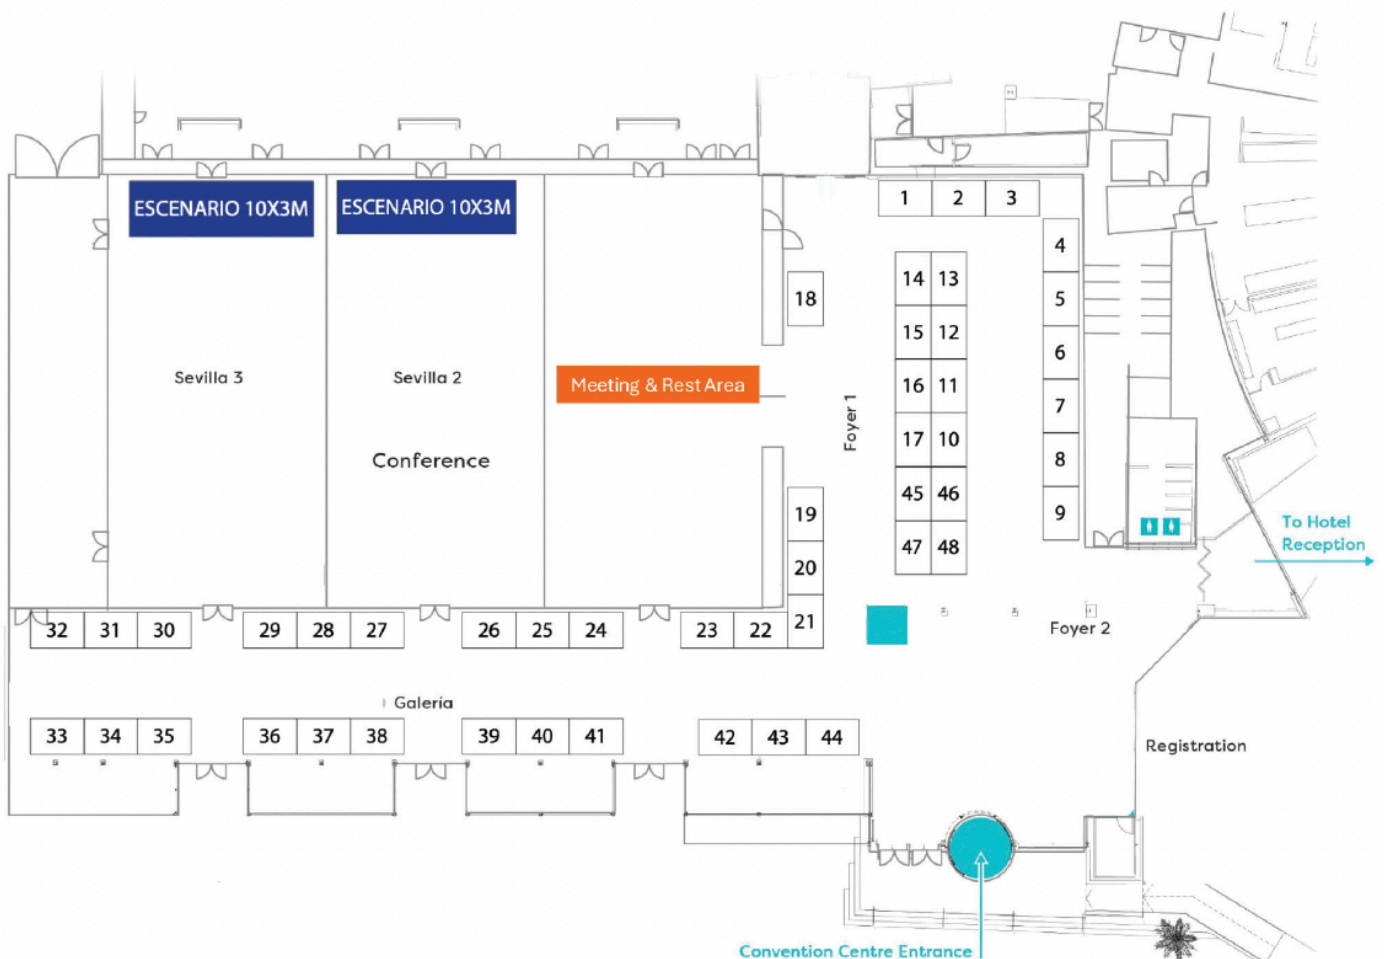 ESCENARIO 10X3M
ESCENARIO 10X3M
1 2 3
4
5
6
7
8
9
14 13
15 12
16 11
17 10
45 46
47 48
18
Sevilla 3
Sevilla 2
Meeting & Rest Area
Foyer 1
Conference
19
20
21
To Hotel
Reception
32 31 30
29 28 27
26 25 24
23 22
Foyer 2
Galería
33 34 35
36 37 38
39 40 41
42 43 44
Registration
Convention Centre Entrance